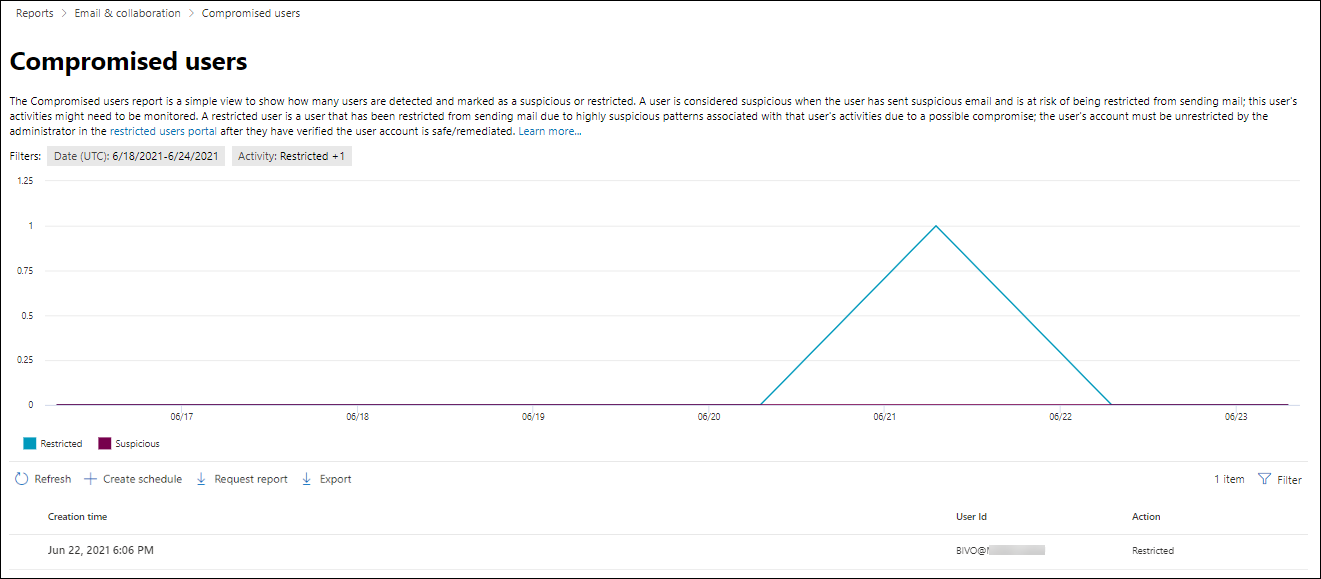 Reports > Email & collaboration > Compromised users
Compromised users
The Compromised users report is a simple view to show how many users are detected and marked as a suspicious or restricted. A user is considered suspicious when the user has sent suspicious email and is at risk of being restricted from sending mail; this user's
activities might need to be monitored. A restricted user is a user that has been restricted from sending mail due to highly suspicious patterns associated with that user's activities due to a possible compromise; the user's account must be unrestricted by the
administrator in the restricted users portal after they have verified the user account is safe/remediated. Learn more...
Filters: Date (UTC): 6/18/2021-6/24/2021 Activity: Restricted +1
1.25
1
0.75
0.5
0.25
0
06/17 06/18 06/19 06/20 06/21 06/22 06/23
Restricted Suspicious
Refresh Create schedule Request report Export 1 item Filter
Creation time User Id Action
Jun 22, 2021 6:06 PM BIVO@ Restricted